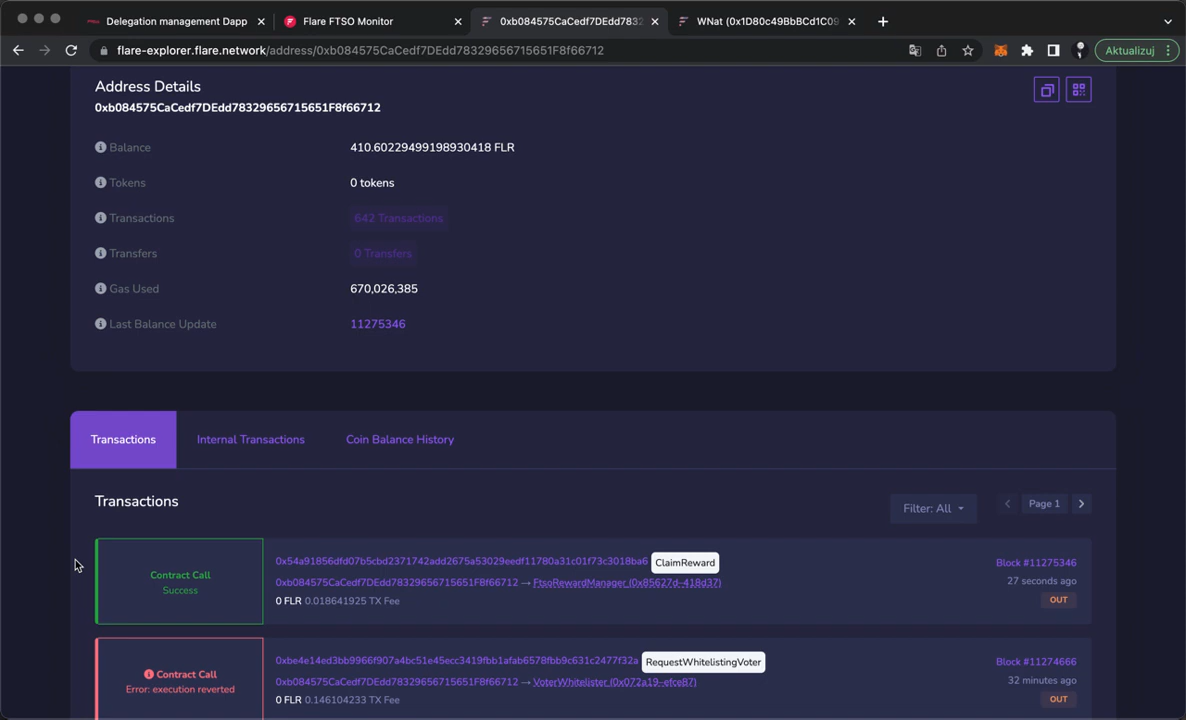 Delegation management Dapp
Flare FTSO Monitor
0xb084575CaCedf7DEdd7832
WNat (0x1D80c49BbBCd1C09
flare-explorer.flare.network/address/0xb084575CaCedf7DEdd78329656715651F8f66712
Aktualizuj
Address Details
0xb084575CaCedf7DEdd78329656715651F8f66712
Balance
410.60229499198930418 FLR
Tokens
0 tokens
Transactions
642 Transactions
Transfers
0 Transfers
Gas Used
670,026,385
Last Balance Update
11275346
Transactions
Internal Transactions
Coin Balance History
Transactions
Filter: All
Page 1
Contract Call
Success
0x54a91856dfd07b5cbd2371742add2675a53029eedf11780a31c01f73c3018ba6 ClaimReward
0xb084575CaCedf7DEdd78329656715651F8f66712 → FtsoRewardManager (0x85627d–418d37)
0 FLR 0.018641925 TX Fee
Block #11275346
27 seconds ago
OUT
Contract Call
Error: execution reverted
0xbe4e14ed3bb9966f907a4bc51e45ecc3419fbb1afab6578fbb9c631c2477f32a RequestWhitelistingVoter
0xb084575CaCedf7DEdd78329656715651F8f66712 → VoterWhitelister (0x072a19–efce87)
0 FLR 0.146104233 TX Fee
Block #11274666
32 minutes ago
OUT